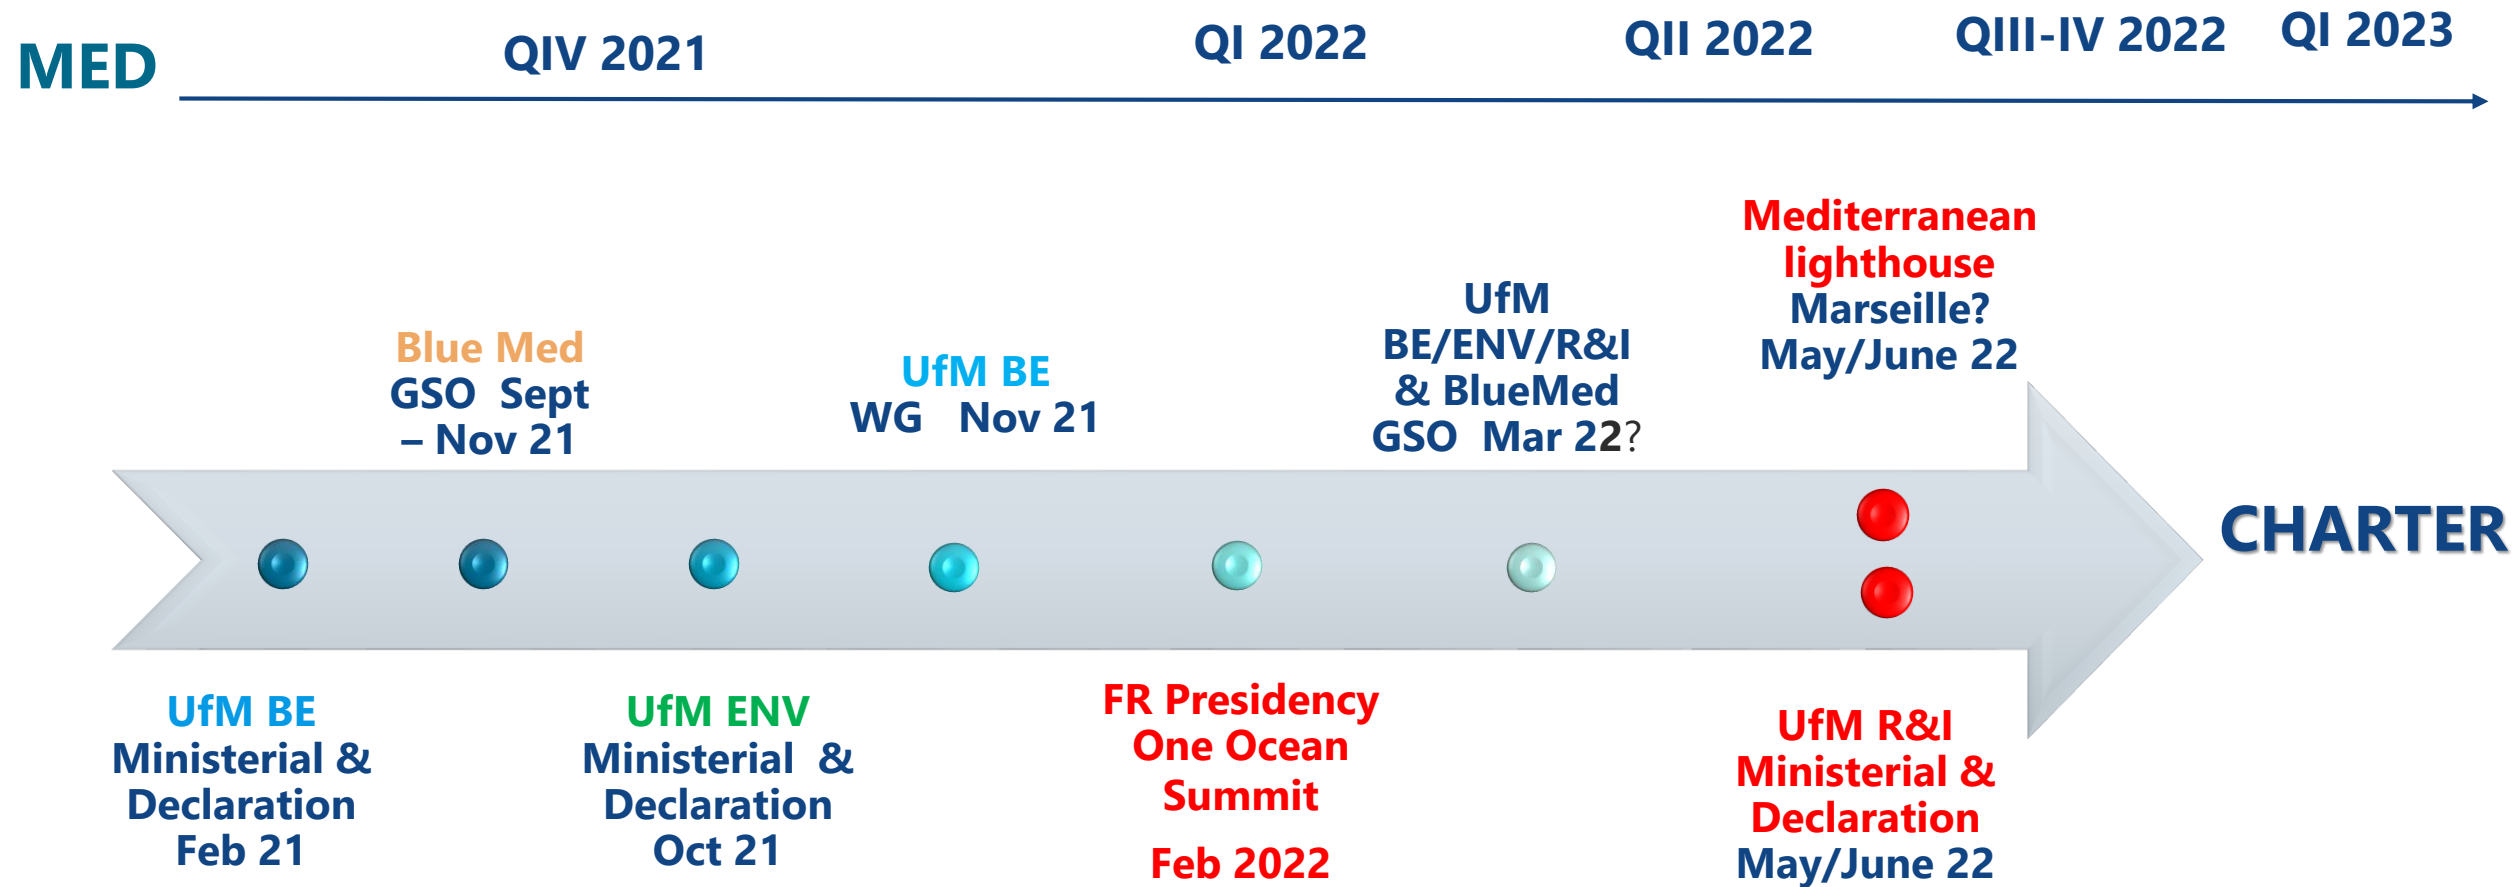 MED
QIV 2021
QI 2022
QII 2022
QIII-IV 2022
QI 2023
Blue Med
GSO Sept
– Nov 21
UfM BE
WG Nov 21
UfM
BE/ENV/R&I
& BlueMed
GSO Mar 22?
Mediterranean
lighthouse
Marseille?
May/June 22
CHARTER
UfM BE
Ministerial &
Declaration
Feb 21
UfM ENV
Ministerial &
Declaration
Oct 21
FR Presidency
One Ocean
Summit
Feb 2022
UfM R&I
Ministerial &
Declaration
May/June 22